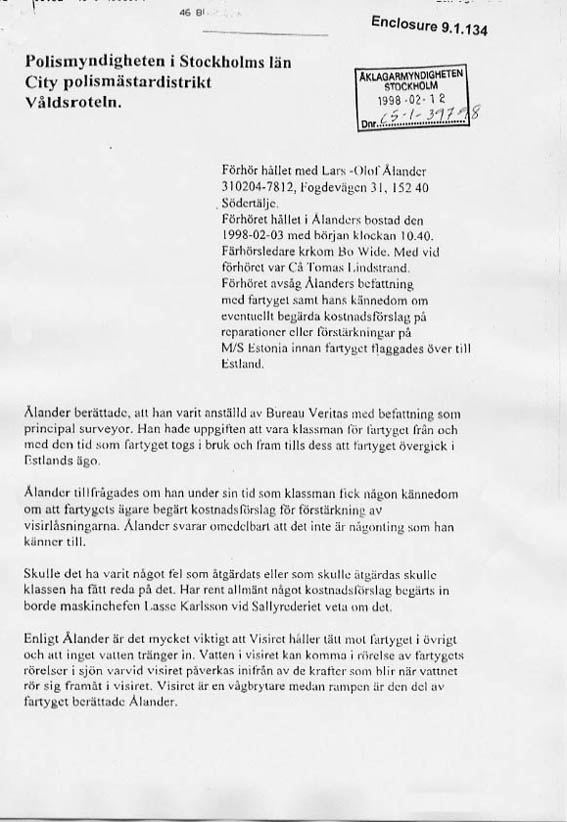 46 Bl
Enclosure 9.1.134
Polismyndigheten i Stockholms län
City polismästardistrikt
Våldsroteln.
ÅKLAGARMYNDIGHETEN
STOCKHOLM
1998 -02- 12
Dnr.
Förhör hållet med Lars -Olof Ålander
310204-7812, Fogdevägen 31, 152 40
Södertälje.
Förhöret hållet i Ålanders bostad den
1998-02-03 med början klockan 10.40.
Färhörsledare krkom Bo Wide. Med vid
förhöret var Cå Tomas Lindstrand.
Förhöret avsåg Ålanders befattning
med fartyget samt hans kännedom om
eventuellt begärda kostnadsförslag på
reparationer eller förstärkningar på
M/S Estonia innan fartyget flaggades över till
Estland.
Ålander berättade, att han varit anställd av Bureau Veritas med befattning som
principal surveyor. Han hade uppgiften att vara klassman för fartyget från och
med den tid som fartyget togs i bruk och fram tills dess att fartyget övergick i
Estlands ägo.
Ålander tillfrågades om han under sin tid som klassman fick någon kännedom
om att fartygets ägare begärt kostnadsförslag för förstärkning av
visirlåsningarna. Ålander svarar omedelbart att det inte är någonting som han
känner till.
Skulle det ha varit något fel som åtgärdats eller som skulle åtgärdas skulle
klassen ha fått reda på det. Har rent allmänt något kostnadsförslag begärts in
borde maskinchefen Lasse Karlsson vid Sallyrederiet veta om det.
Enligt Ålander är det mycket viktigt att Visiret håller tätt mot fartyget i övrigt
och att inget vatten tränger in. Vatten i visiret kan komma i rörelse av fartygets
rörelser i sjön varvid visiret påverkas inifrån av de krafter som blir när vattnet
rör sig framåt i visiret. Visiret är en vågbrytare medan rampen är den del av
fartyget berättade Ålander.